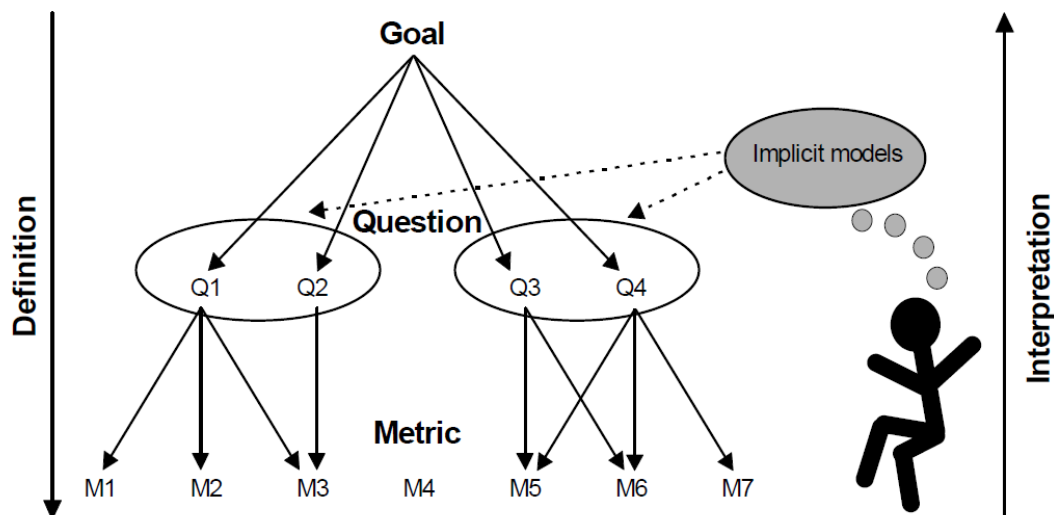 Goal
Implicit models
Question
Definition
Interpretation
Q1 Q2 Q3 Q4
Metric
M1 M2 M3 M4 M5 M6 M7